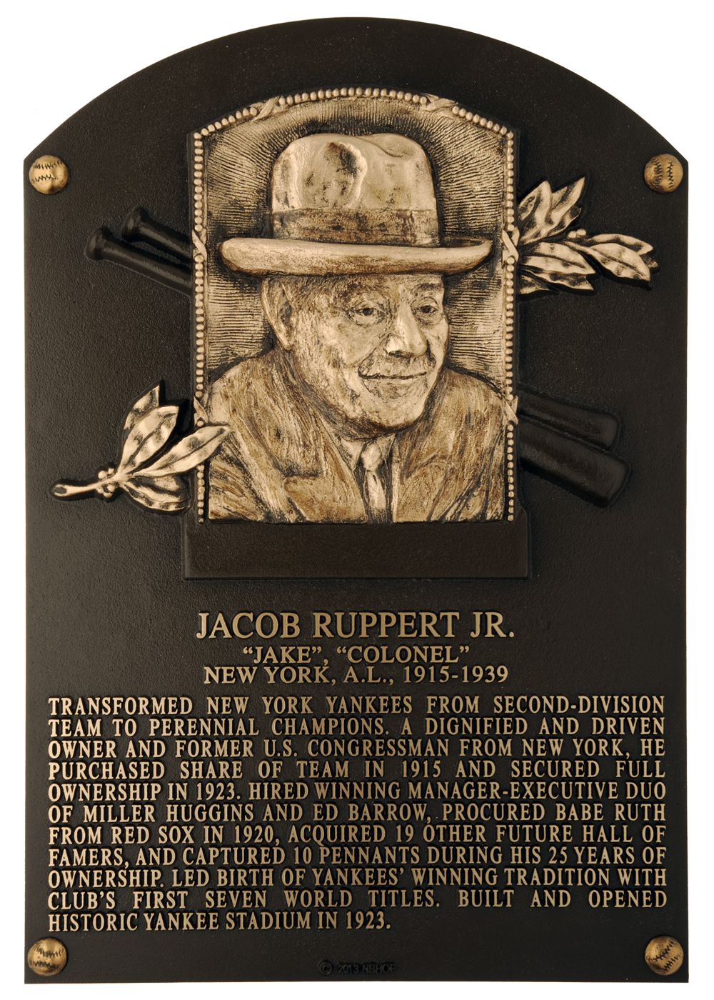 JACOB RUPPERT JR.
“JAKE”, “COLONEL”
NEW YORK, A.L., 1915-1939
TRANSFORMED NEW YORK YANKEES FROM SECOND-DIVISION
TEAM TO PERENNIAL CHAMPIONS. A DIGNIFIED AND DRIVEN
OWNER AND FORMER U.S. CONGRESSMAN FROM NEW YORK, HE
PURCHASED SHARE OF TEAM IN 1915 AND SECURED FULL
OWNERSHIP IN 1923. HIRED WINNING MANAGER-EXECUTIVE DUO
OF MILLER HUGGINS AND ED BARROW, PROCURED BABE RUTH
FROM RED SOX IN 1920, ACQUIRED 19 OTHER FUTURE HALL OF
FAMERS, AND CAPTURED 10 PENNANTS DURING HIS 25 YEARS OF
OWNERSHIP. LED BIRTH OF YANKEES’ WINNING TRADITION WITH
CLUB’S FIRST SEVEN WORLD TITLES. BUILT AND OPENED
HISTORIC YANKEE STADIUM IN 1923.
© 2013 NBHOF